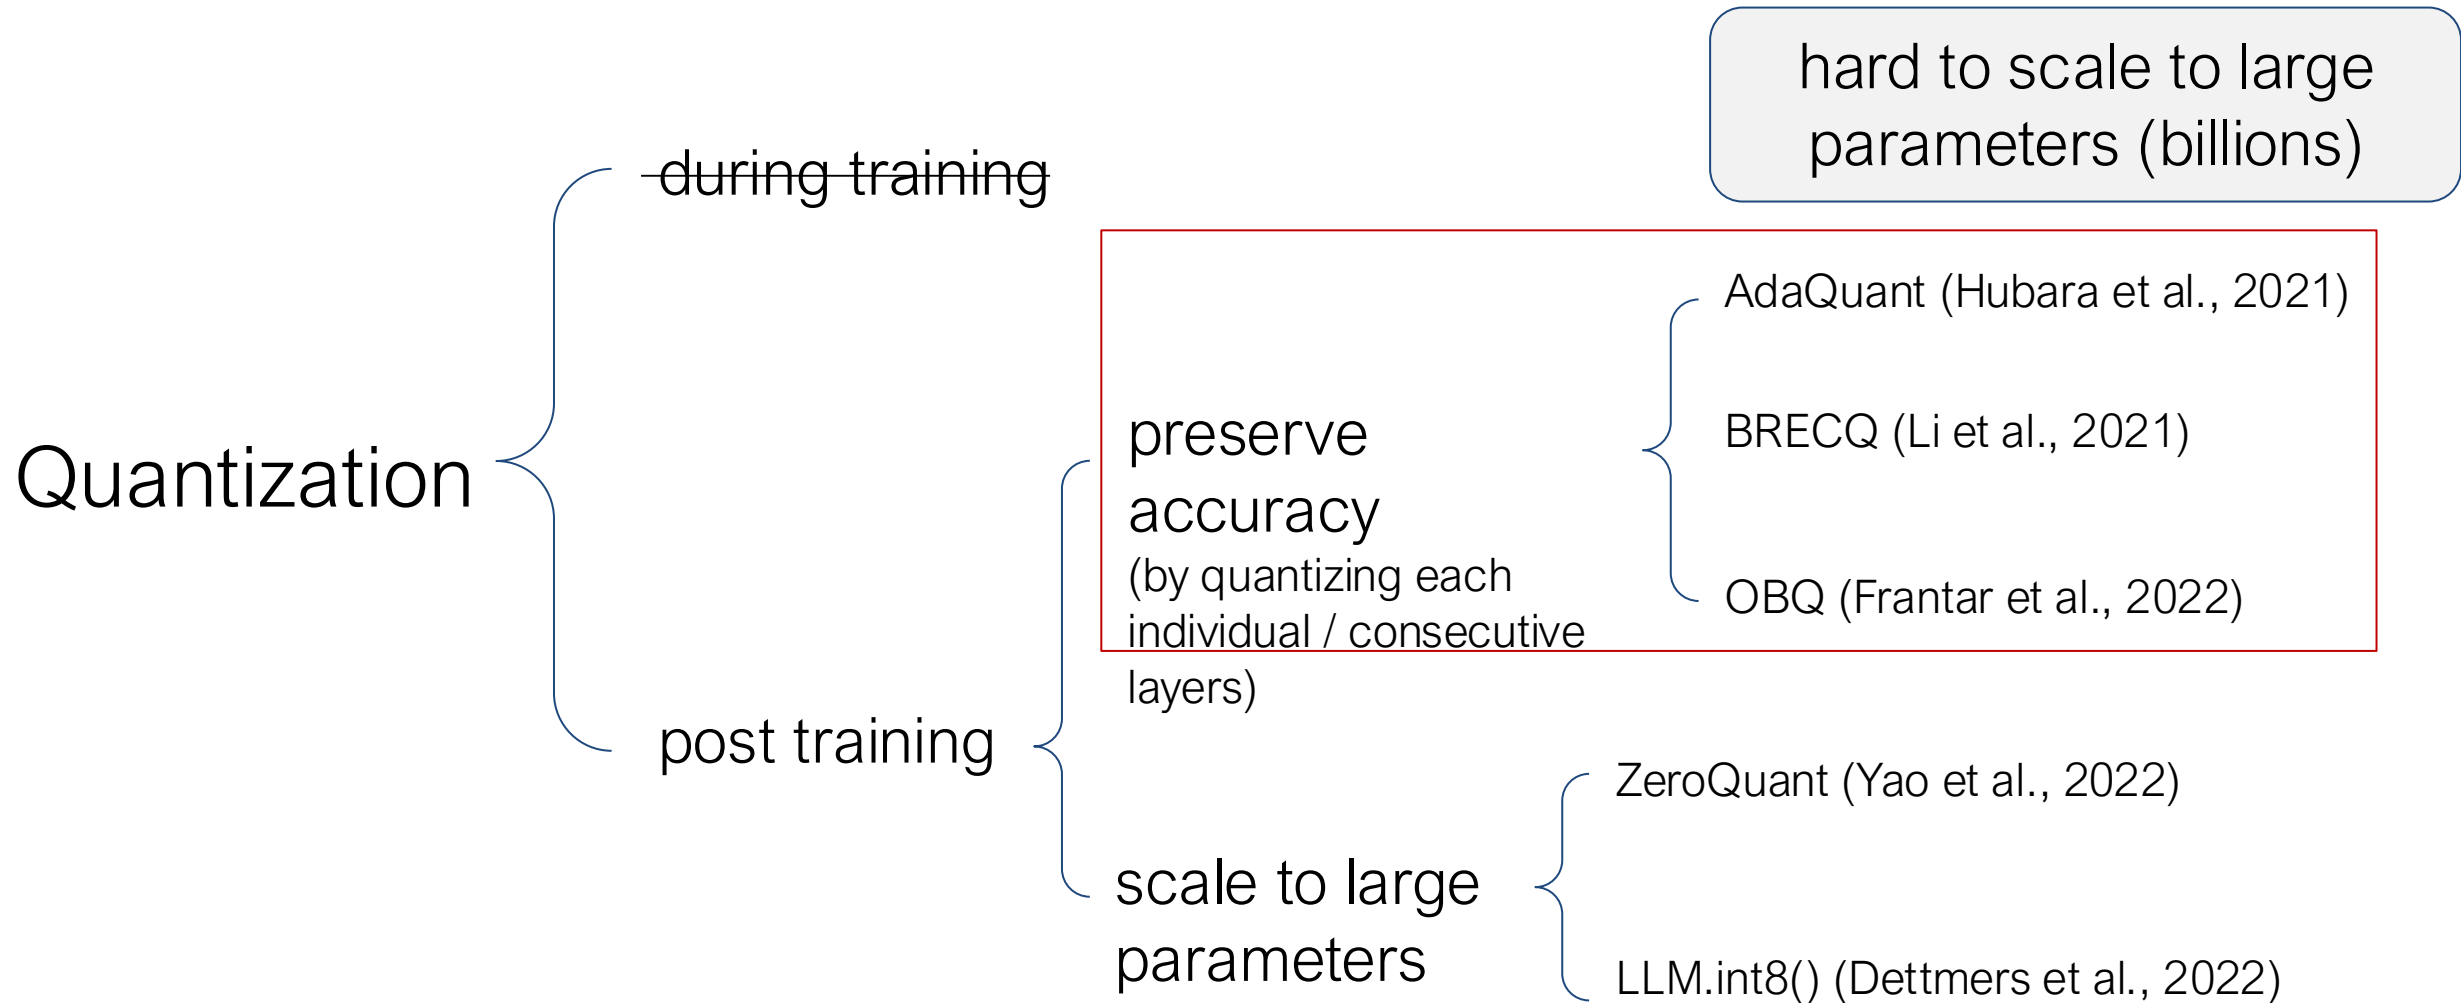 hard to scale to large
parameters (billions)
during training
Quantization
post training
preserve
accuracy
(by quantizing each
individual / consecutive
layers)
AdaQuant (Hubara et al., 2021)
BRECQ (Li et al., 2021)
OBQ (Frantar et al., 2022)
scale to large
parameters
ZeroQuant (Yao et al., 2022)
LLM.int8() (Dettmers et al., 2022)